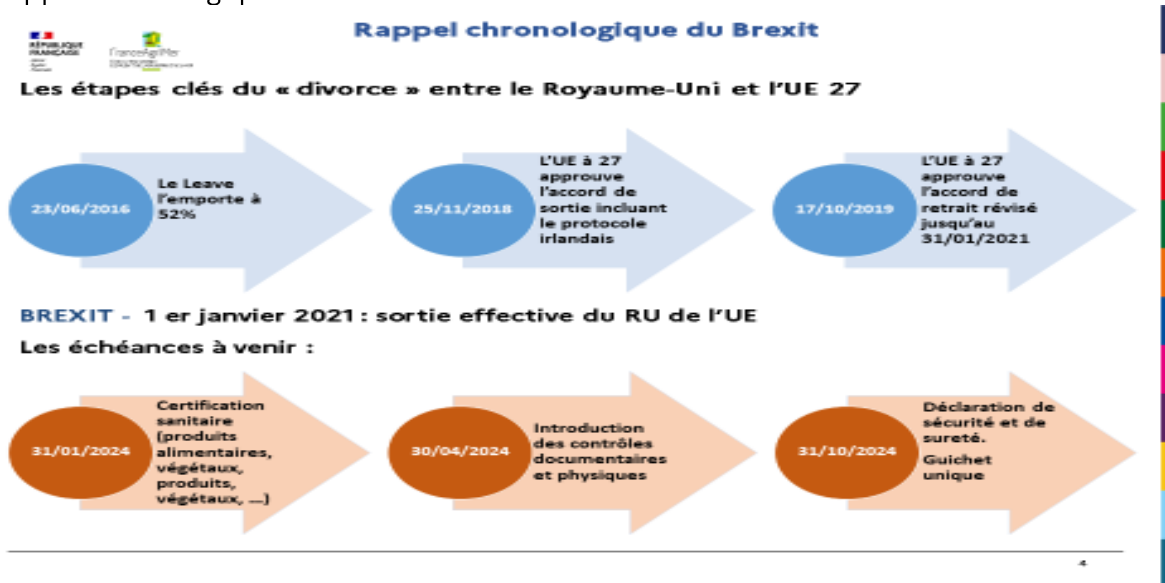 Rappel chronologique du Brexit
RÉPUBLIQUE
FRANÇAISE
FranceAgriMer
Les étapes clés du « divorce » entre le Royaume-Uni et l'UE 27
23/06/2016
Le Leave
l'emporte à
52%
25/11/2018
L'UE à 27
approuve
l'accord de
sortie incluant
le protocole
irlandais
17/10/2019
L'UE à 27
approuve
l'accord de
retrait révisé
jusqu'au
31/01/2021
BREXIT - 1 er janvier 2021 : sortie effective du RU de l'UE
Les échéances à venir :
31/01/2024
Certification
sanitaire
(produits
alimentaires,
végétaux,
produits,
végétaux, ...)
30/04/2024
Introduction
des contrôles
documentaires
et physiques
31/10/2024
Déclaration de
sécurité et de
sureté.
Guichet
unique
4